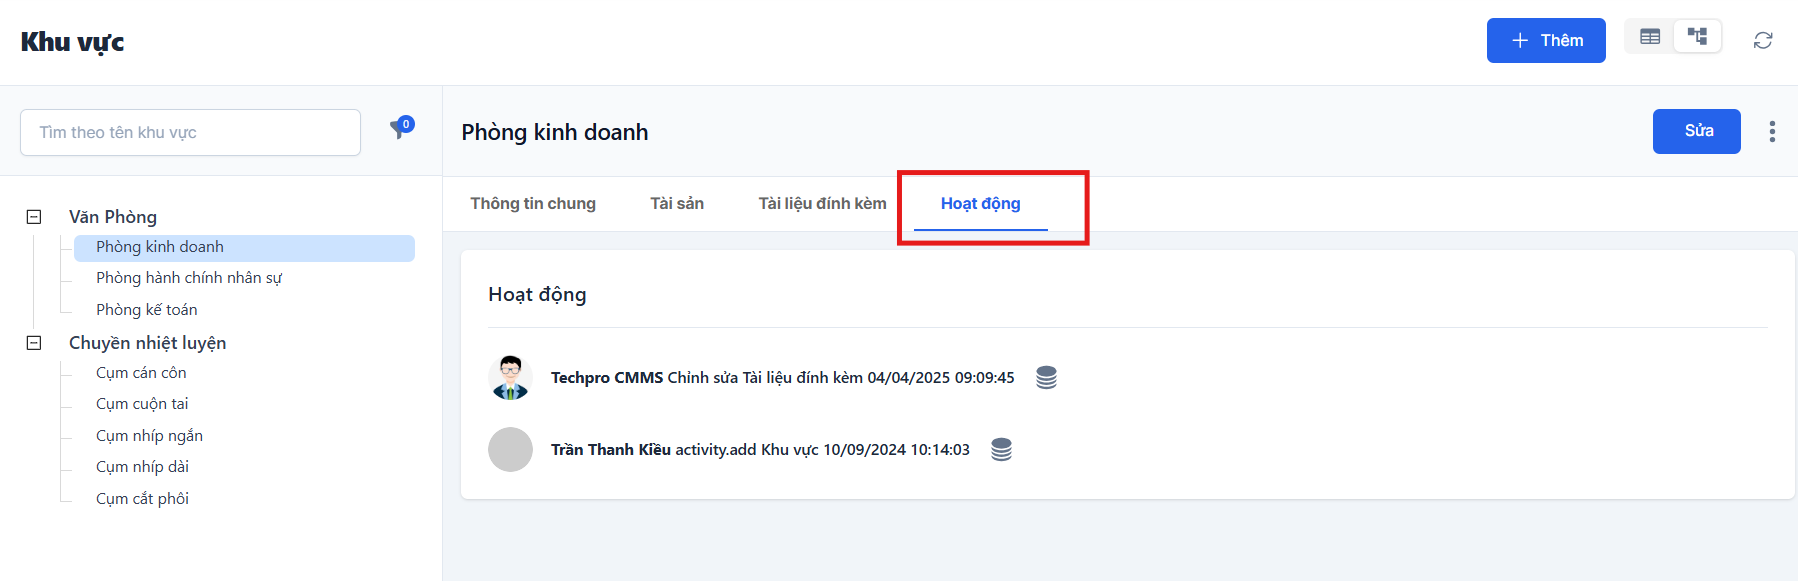 Khu vực
Thêm
Tìm theo tên khu vực
0
Văn Phòng
Phòng kinh doanh
Phòng hành chính nhân sự
Phòng kế toán
Chuyền nhiệt luyện
Cụm cán côn
Cụm cuộn tai
Cụm nhíp ngắn
Cụm nhíp dài
Cụm cắt phôi
Phòng kinh doanh
Sửa
Thông tin chung Tài sản Tài liệu đính kèm Hoạt động
Hoạt động
Techpro CMMS Chỉnh sửa Tài liệu đính kèm 04/04/2025 09:09:45
Trần Thanh Kiều activity.add Khu vực 10/09/2024 10:14:03